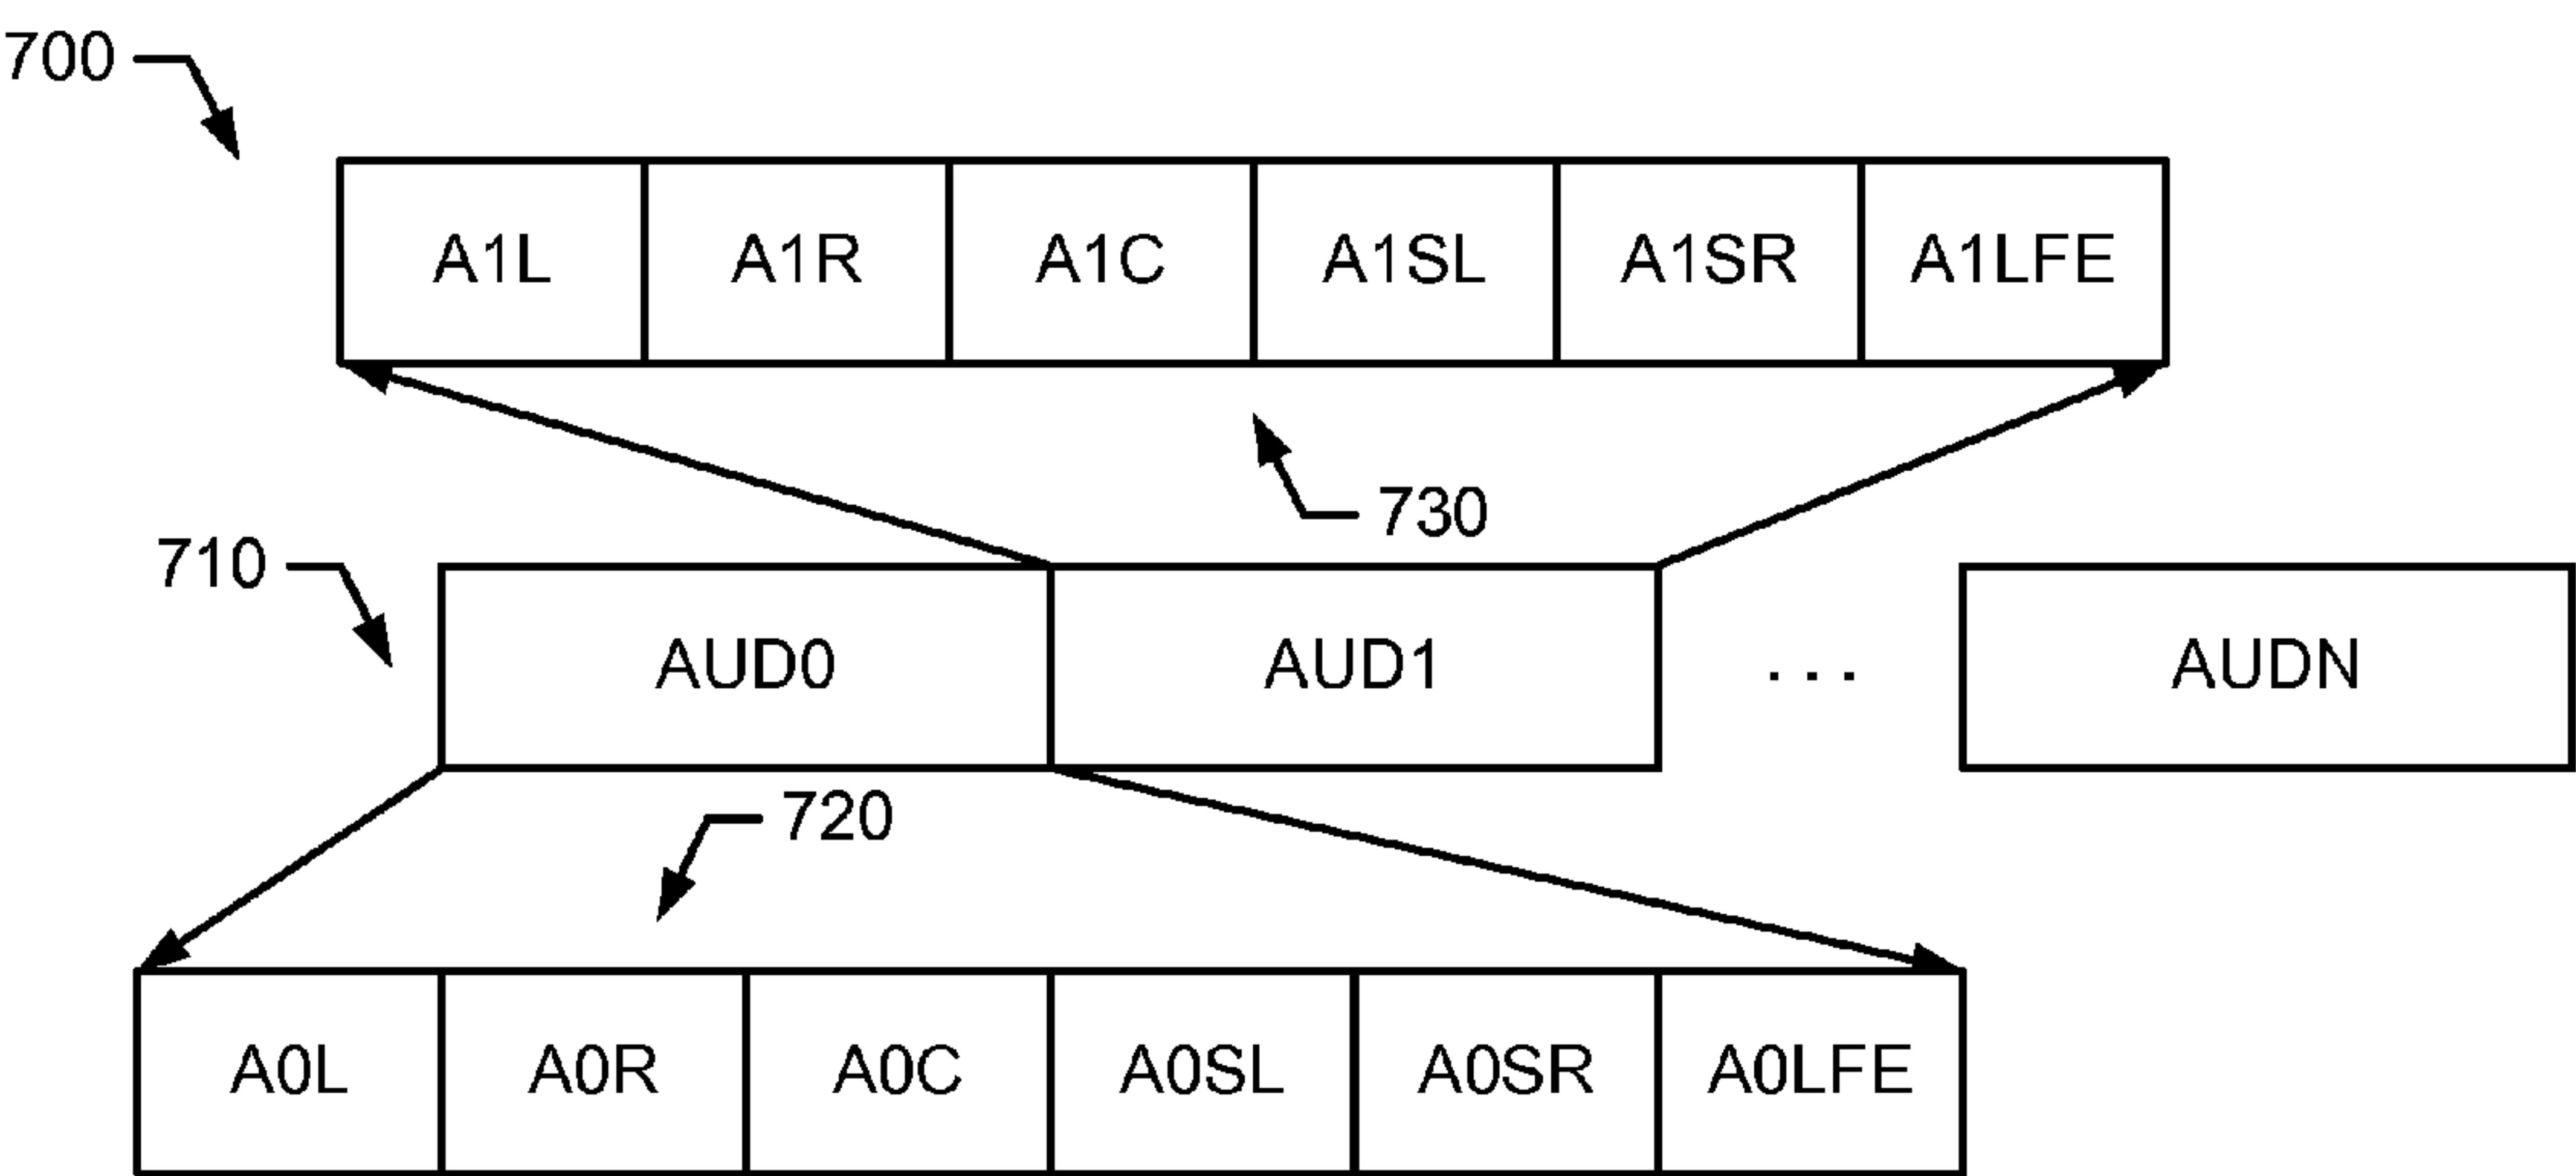 700
A1L A1R A1C A1SL A1SR A1LFE
730
710
AUD0 AUD1 ... AUDN
720
A0L A0R A0C A0SL A0SR A0LFE